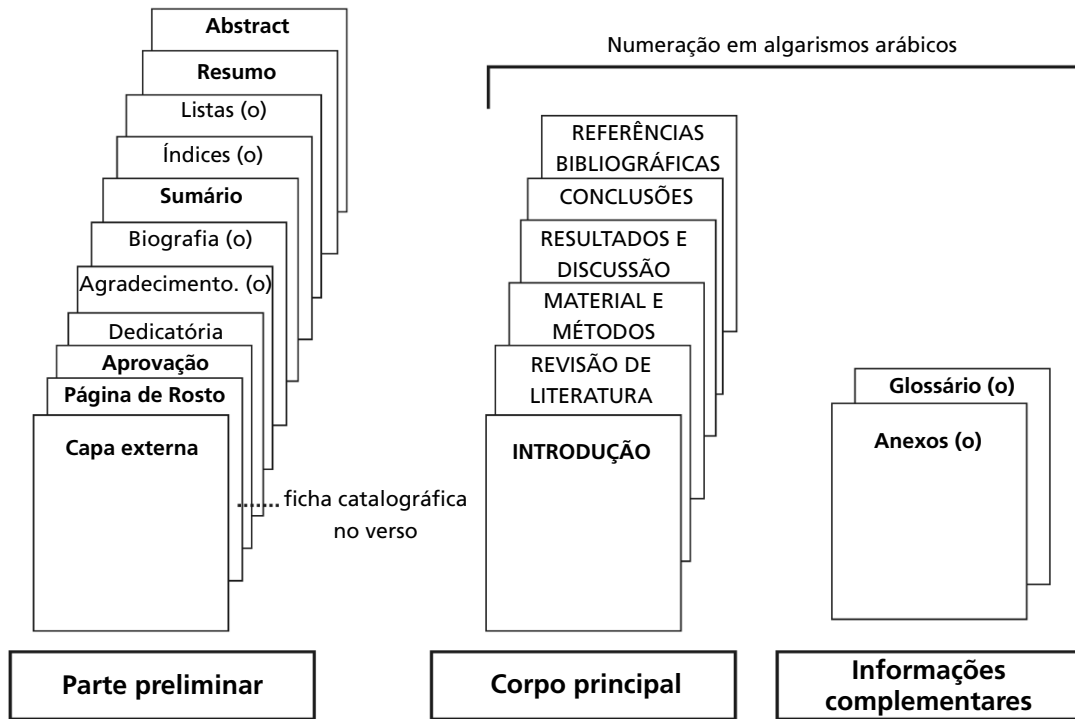 Abstract
Resumo
Listas (o)
Índices (o)
Sumário
Biografia (o)
Agradecimento. (o)
Dedicatória
Aprovação
Página de Rosto
Capa externa
........ ficha catalográfica
no verso
Parte preliminar
Numeração em algarismos arábicos
REFERÊNCIAS
BIBLIOGRÁFICAS
CONCLUSÕES
RESULTADOS E
DISCUSSÃO
MATERIAL E
MÉTODOS
REVISÃO DE
LITERATURA
INTRODUÇÃO
Corpo principal
Glossário (o)
Anexos (o)
Informações
complementares